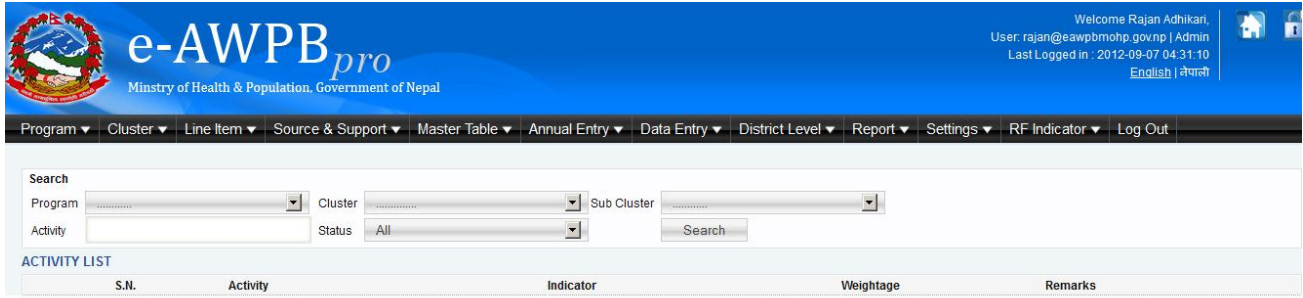 e-AWPB pro
Minstry of Health & Population, Government of Nepal
Welcome Rajan Adhikari,
User: rajan@eawpbmohp.gov.np | Admin
Last Logged in : 2012-09-07 04:31:10
English | नेपाली
Program Cluster Line Item Source & Support Master Table Annual Entry Data Entry District Level Report Settings RF Indicator Log Out
Search
Program ............ Cluster .............. Sub Cluster ............
Activity Status All Search
ACTIVITY LIST
S.N. Activity Indicator Weightage Remarks